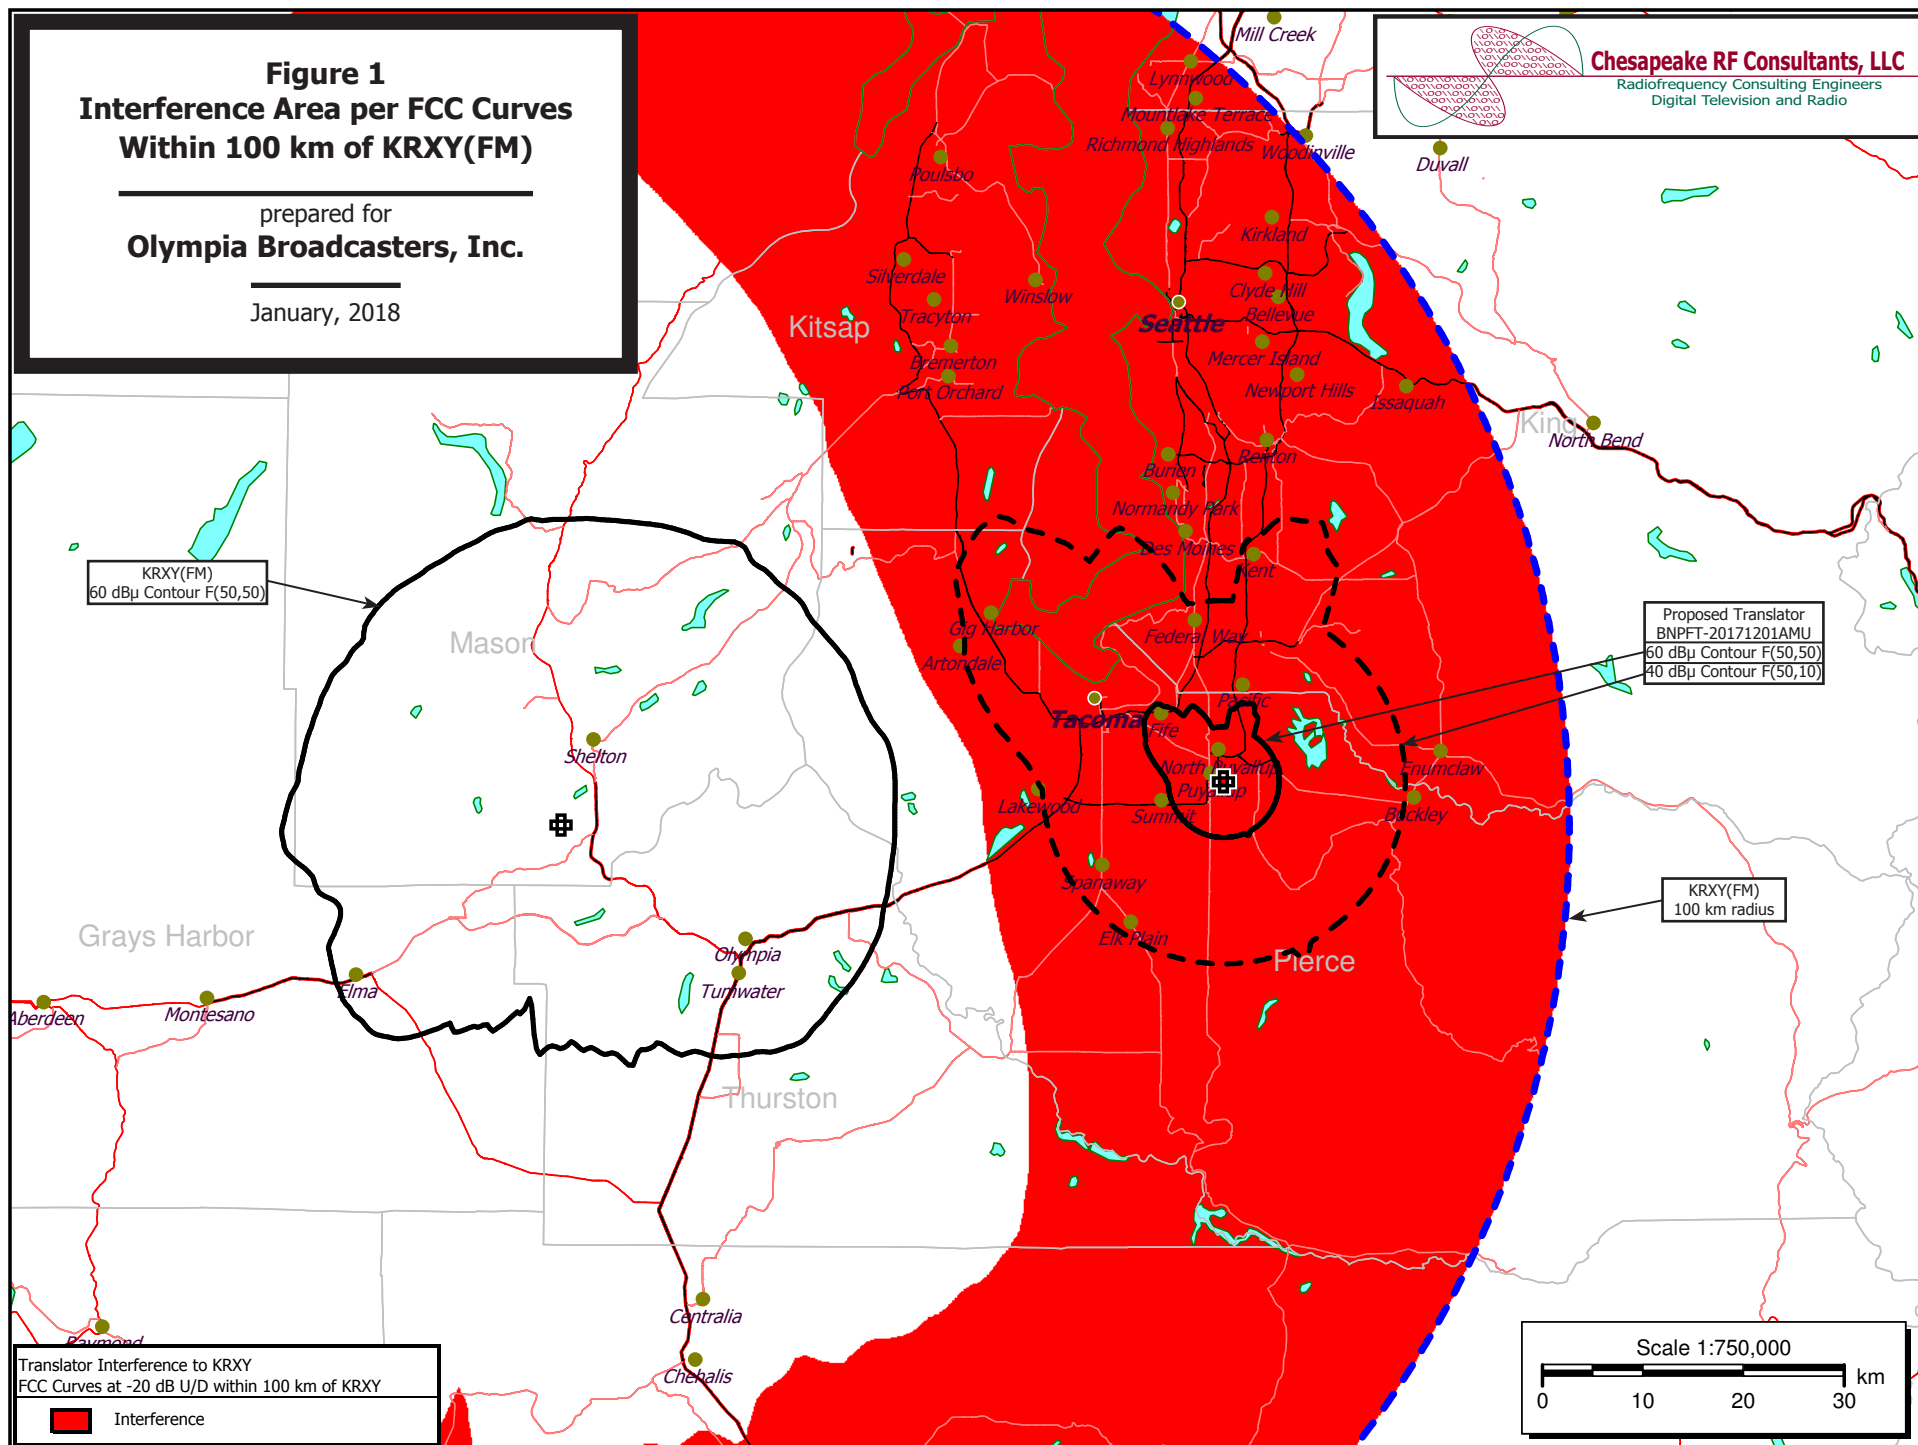 Figure 1
Interference Area per FCC Curves
Within 100 km of KRXY(FM)
prepared for
Olympia Broadcasters, Inc.
January, 2018
Chesapeake RF Consultants, LLC
Radiofrequency Consulting Engineers
Digital Television and Radio
Mill Creek
Lynnwood
Mountlake Terrace
Richmond Highlands
Woodinville
Duvall
Poulsbo
Kirkland
Silverdale
Winslow
Clyde Hill
Tracyton
Bellevue
Seattle
Kitsap
Mercer Island
Bremerton
Port Orchard
Newport Hills
Issaquah
King
North Bend
Burien
Renton
Normandy Park
Des Moines
Kent
KRXY(FM)
60 dBµ Contour F(50,50)
Mason
Gig Harbor
Federal Way
Artondale
Proposed Translator
BNPFT-20171201AMU
60 dBµ Contour F(50,50)
40 dBµ Contour F(50,10)
Pacific
Tacoma
Fife
Shelton
North Puyallup
Enumclaw
Puyallup
Lakewood
Summit
Buckley
Spanaway
KRXY(FM)
100 km radius
Grays Harbor
Elk Plain
Olympia
Pierce
Elma
Tumwater
Aberdeen
Montesano
Thurston
Centralia
Raymond
Chehalis
Translator Interference to KRXY
FCC Curves at -20 dB U/D within 100 km of KRXY
Interference
Scale 1:750,000
km
0 10 20 30